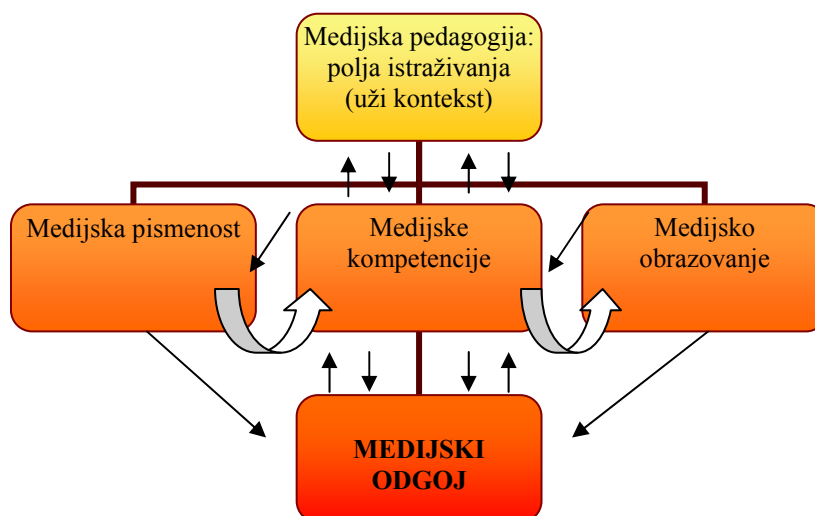 Medijska pedagogija:
polja istraživanja
(uži kontekst)
Medijska pismenost
Medijske
kompetencije
Medijsko
obrazovanje
MEDIJSKI
ODGOJ